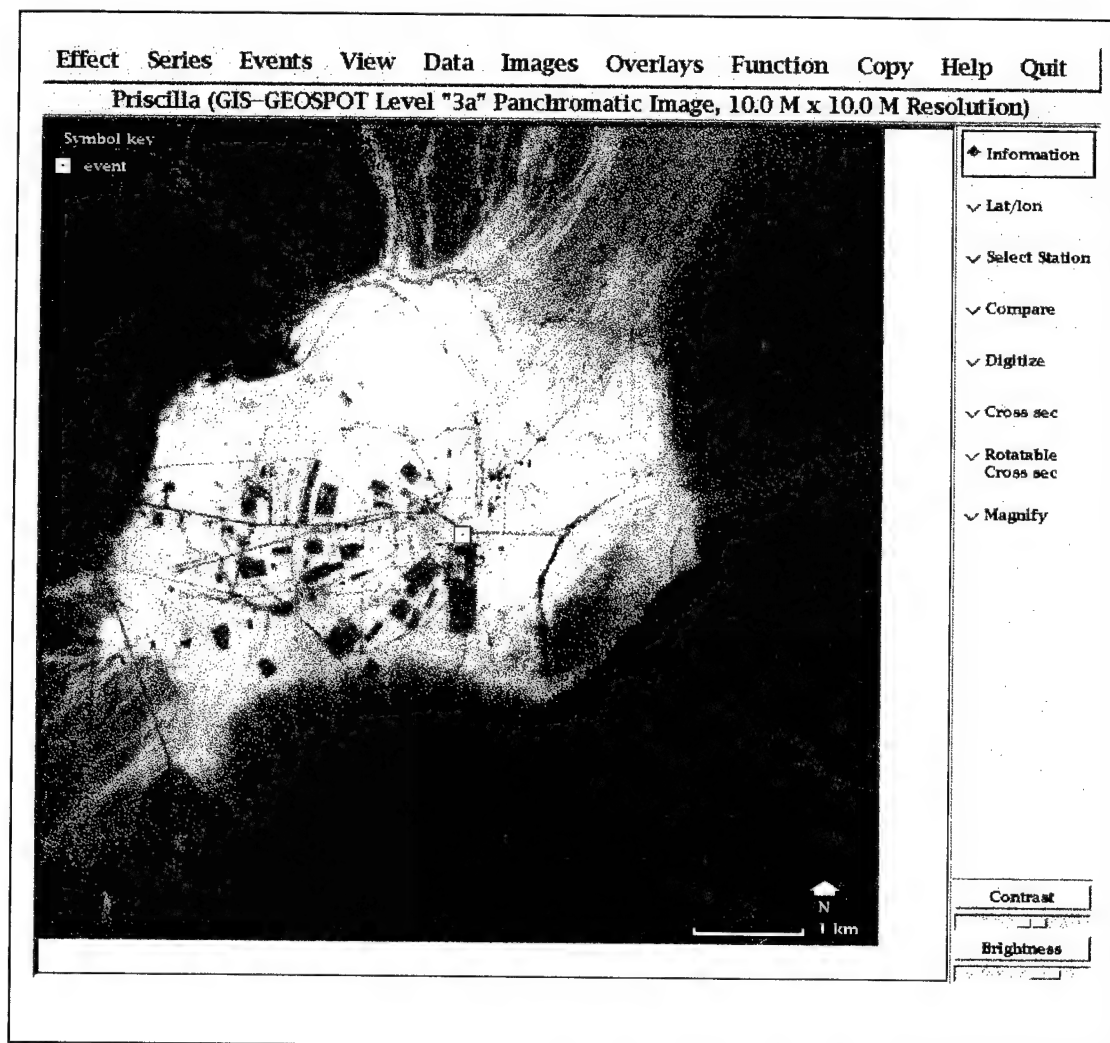 Effect Series Events View Data Images Overlays Function Copy Help Quit
Priscilla (GIS-GEOSPOT Level "3a" Panchromatic Image, 10.0 M x 10.0 M Resolution)
Symbol key
event
Information
Lat/lon
Select Station
Compare
Digitize
Cross sec
Rotatable
Cross sec
Magnify
N
1 km
Contrast
Brightness